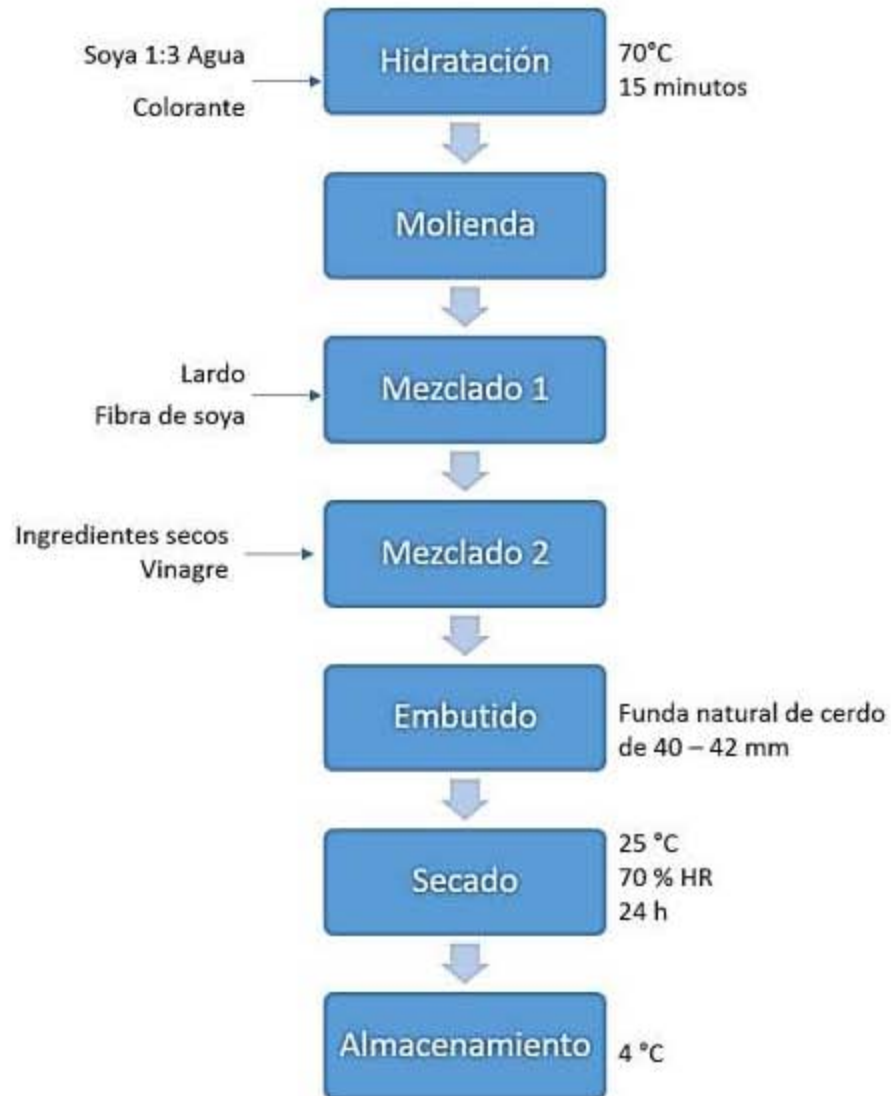 Soya 1:3 Agua
Colorante
Hidratación
70°C
15 minutos
Molienda
Lardo
Fibra de soya
Mezclado 1
Ingredientes secos
Vinagre
Mezclado 2
Embutido
Funda natural de cerdo
de 40 – 42 mm
Secado
25 °C
70 % HR
24 h
Almacenamiento
4 °C